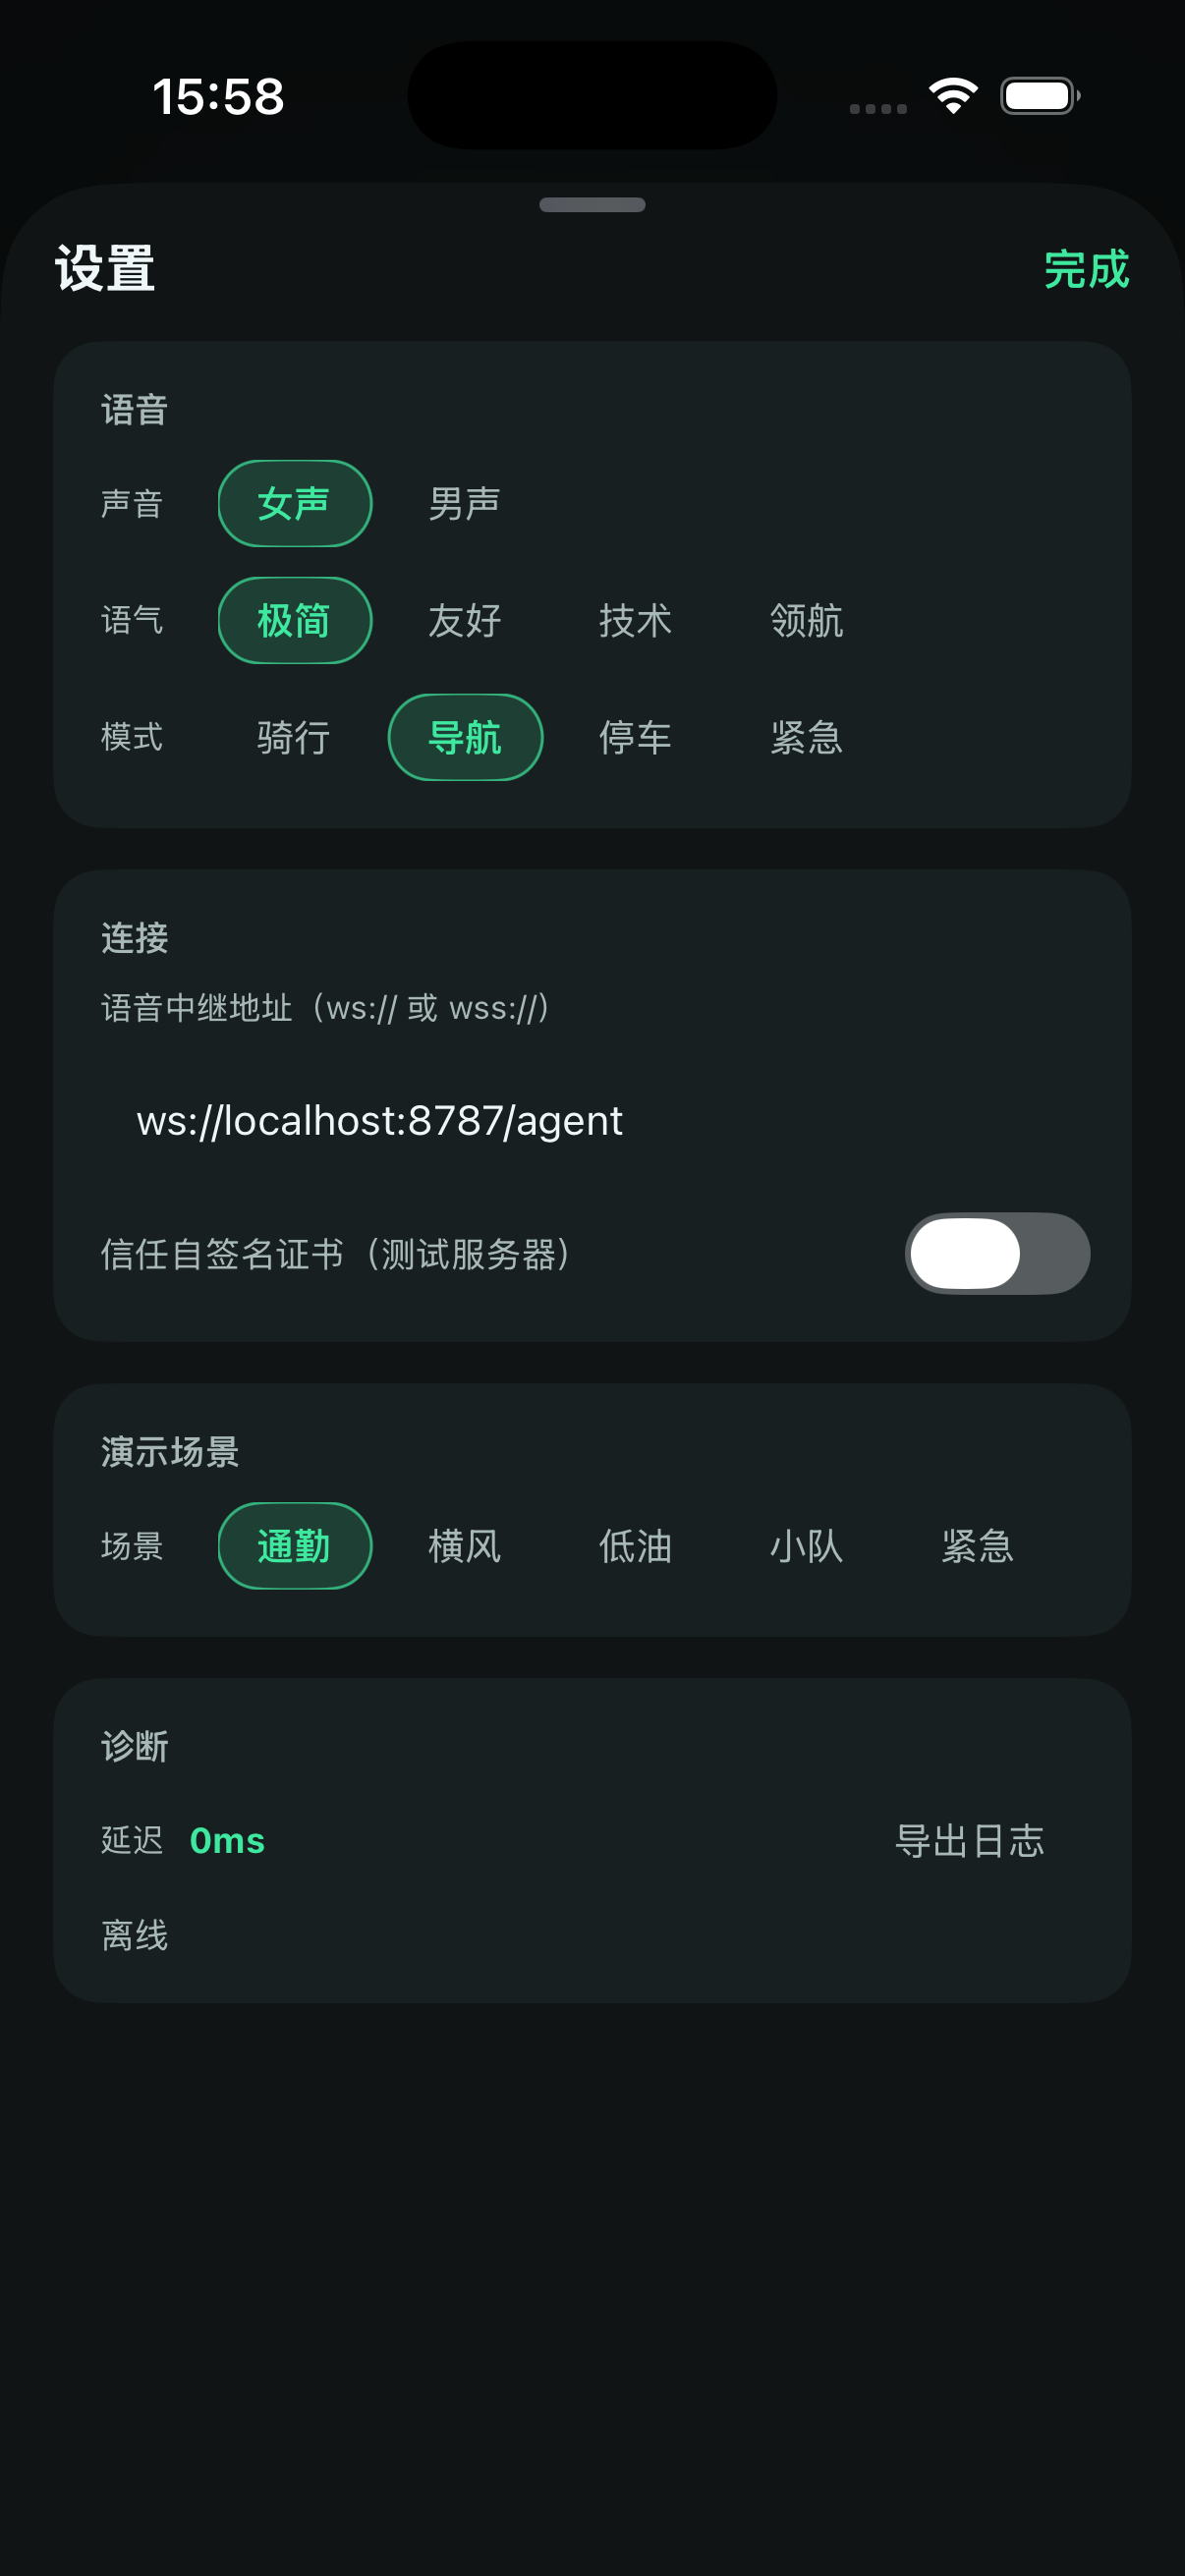 15:58
设置
完成
语音
声音 女声 男声
语气 极简 友好 技术 领航
模式 骑行 导航 停车 紧急
连接
语音中继地址（ws:// 或 wss://）
ws://localhost:8787/agent
信任自签名证书（测试服务器）
演示场景
场景 通勤 横风 低油 小队 紧急
诊断
延迟 0ms 导出日志
离线